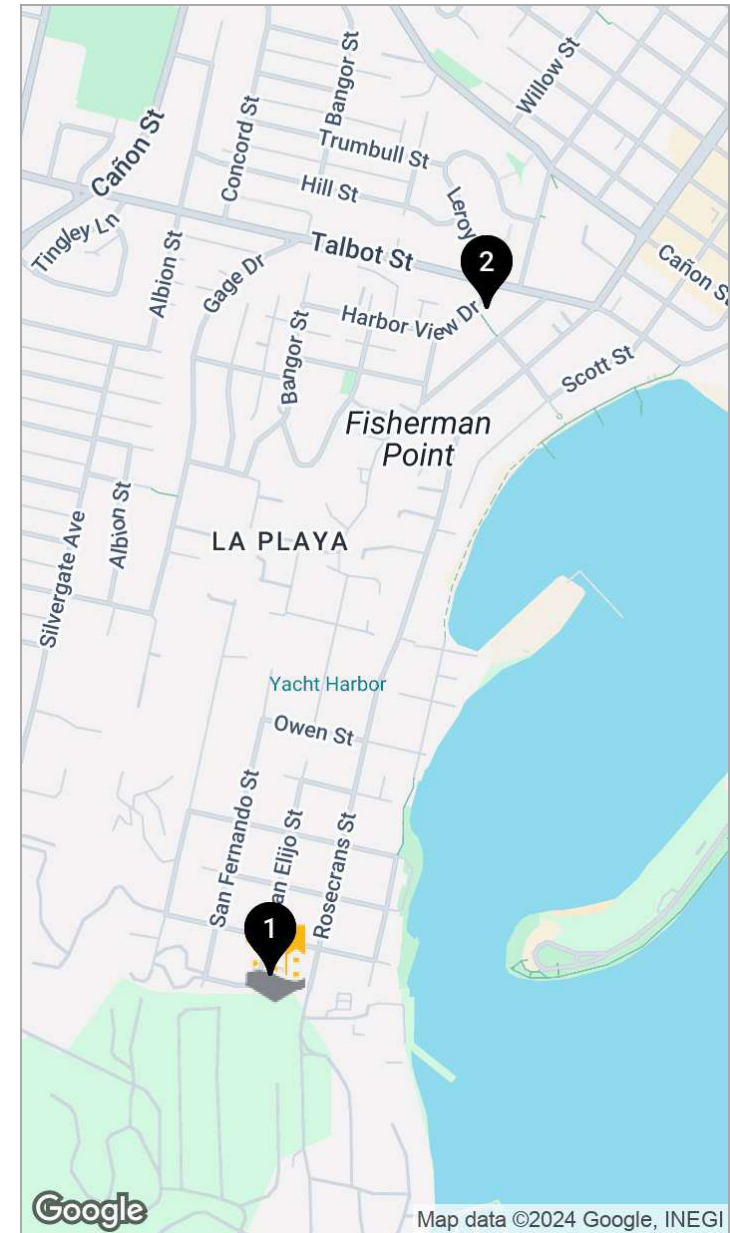 Willow St
Bangor St
Cañon St
Concord St
Trumbull St
Hill St
Leroy
Tingley Ln
Albion St
Gage Dr
Talbot St
2
Cañon S
Harbor View Dr
Bangor St
Scott St
Fisherman
Point
Albion St
LA PLAYA
Silvergate Ave
Yacht Harbor
Owen St
San Fernando St
an Elijo St
Rosecrans St
1
Google
Map data ©2024 Google, INEGI